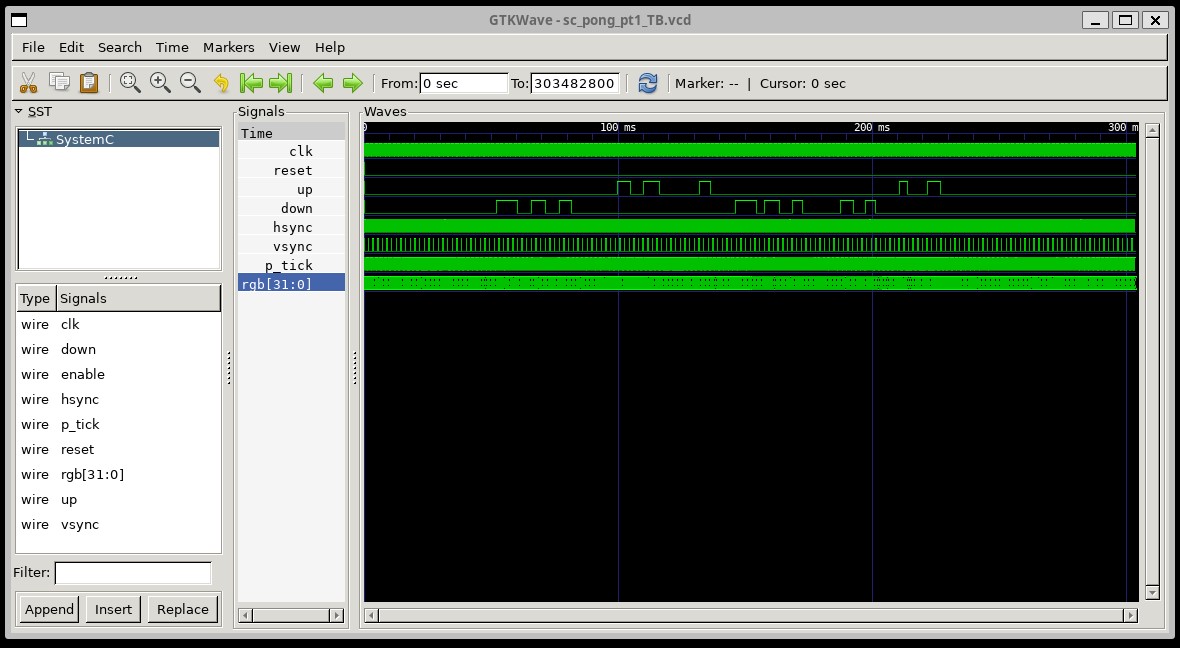 GTKWave - sc_pong_pt1_TB.vcd
File Edit Search Time Markers View Help
From: 0 sec To: 303482800 Marker: -- | Cursor: 0 sec
SST
SystemC
Type Signals
wire clk
wire down
wire enable
wire hsync
wire p_tick
wire reset
wire rgb[31:0]
wire up
wire vsync
Filter:
Append Insert Replace
Signals
Time
clk
reset
up
down
hsync
vsync
p_tick
rgb[31:0]
Waves
0 100 ms 200 ms 300 m